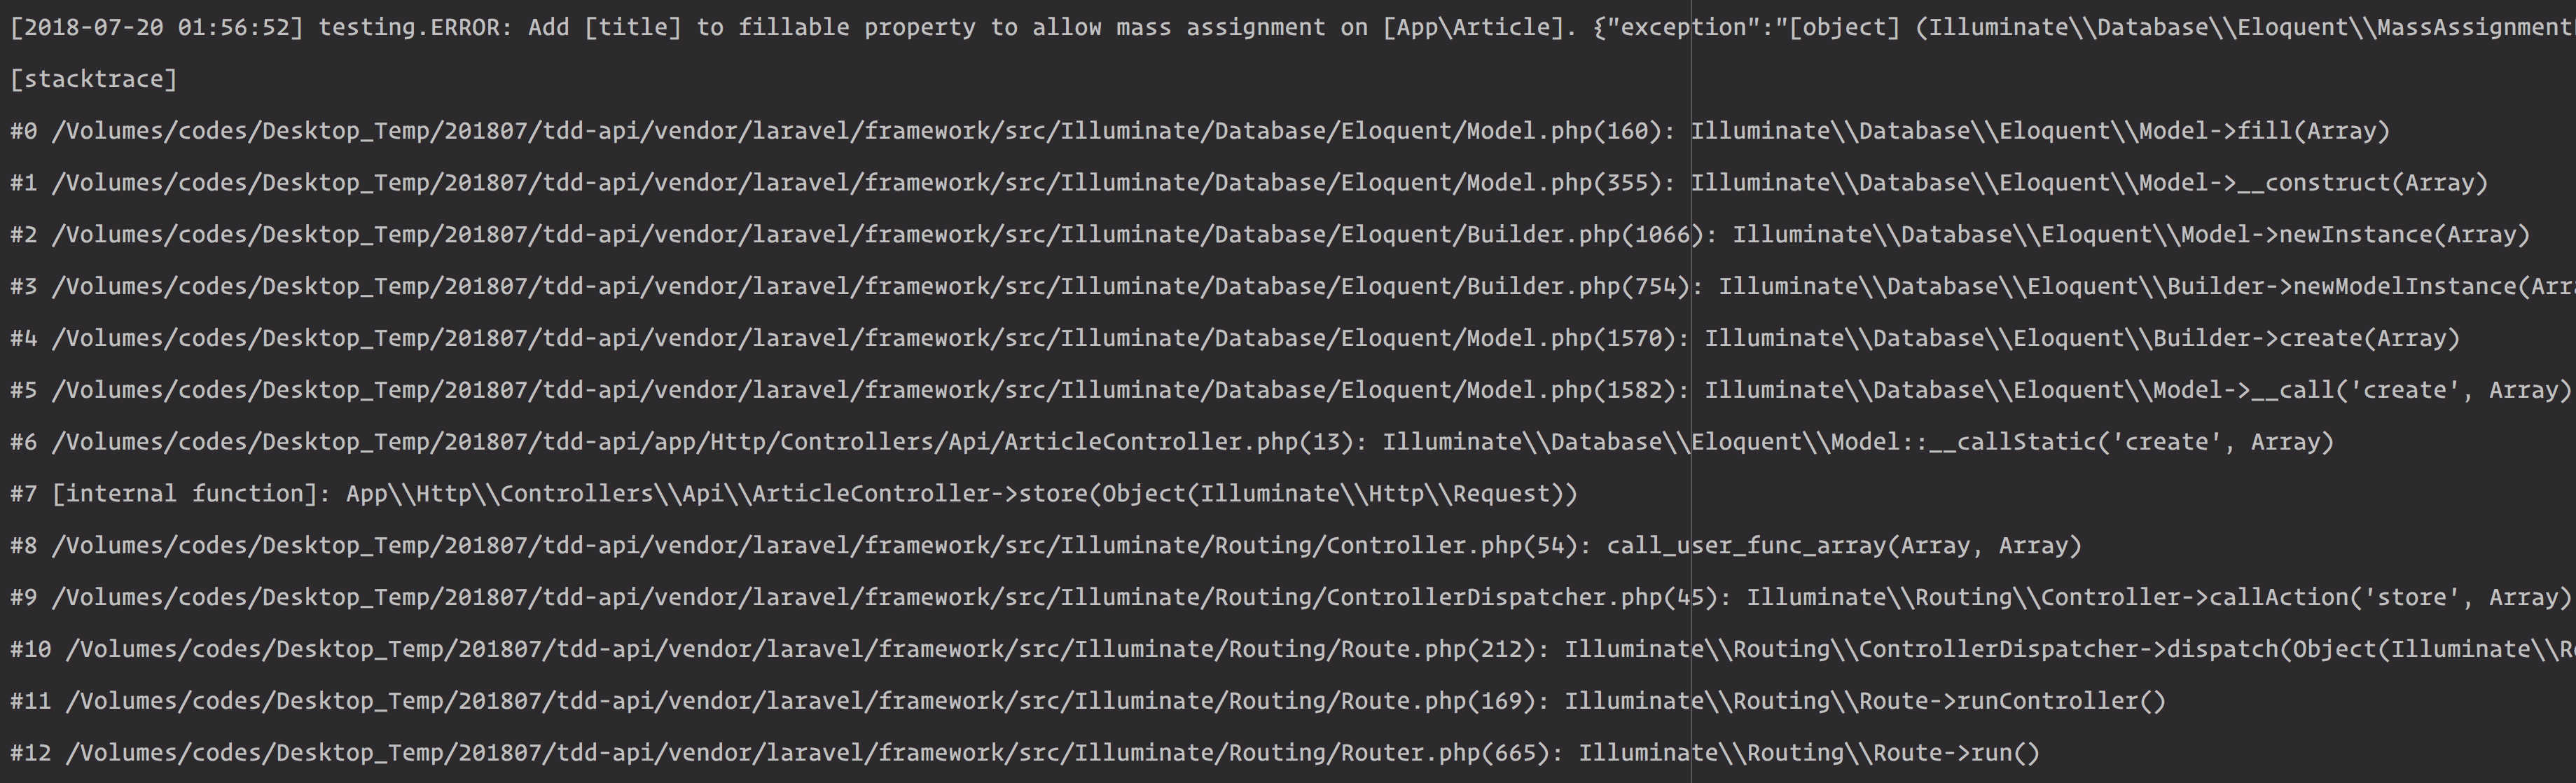 [2018-07-20 01:56:52] testing.ERROR: Add [title] to fillable property to allow mass assignment on [App\Article]. {"exception":"[object] (Illuminate\\Database\\Eloquent\\MassAssignment
[stacktrace]
#0 /Volumes/codes/Desktop_Temp/201807/tdd-api/vendor/laravel/framework/src/Illuminate/Database/Eloquent/Model.php(160): Illuminate\\Database\\Eloquent\\Model->fill(Array)
#1 /Volumes/codes/Desktop_Temp/201807/tdd-api/vendor/laravel/framework/src/Illuminate/Database/Eloquent/Model.php(355): Illuminate\\Database\\Eloquent\\Model->__construct(Array)
#2 /Volumes/codes/Desktop_Temp/201807/tdd-api/vendor/laravel/framework/src/Illuminate/Database/Eloquent/Builder.php(1066): Illuminate\\Database\\Eloquent\\Model->newInstance(Array)
#3 /Volumes/codes/Desktop_Temp/201807/tdd-api/vendor/laravel/framework/src/Illuminate/Database/Eloquent/Builder.php(754): Illuminate\\Database\\Eloquent\\Builder->newModelInstance(Arr
#4 /Volumes/codes/Desktop_Temp/201807/tdd-api/vendor/laravel/framework/src/Illuminate/Database/Eloquent/Model.php(1570): Illuminate\\Database\\Eloquent\\Builder->create(Array)
#5 /Volumes/codes/Desktop_Temp/201807/tdd-api/vendor/laravel/framework/src/Illuminate/Database/Eloquent/Model.php(1582): Illuminate\\Database\\Eloquent\\Model->__call('create', Array)
#6 /Volumes/codes/Desktop_Temp/201807/tdd-api/app/Http/Controllers/Api/ArticleController.php(13): Illuminate\\Database\\Eloquent\\Model::__callStatic('create', Array)
#7 [internal function]: App\\Http\\Controllers\\Api\\ArticleController->store(Object(Illuminate\\Http\\Request))
#8 /Volumes/codes/Desktop_Temp/201807/tdd-api/vendor/laravel/framework/src/Illuminate/Routing/Controller.php(54): call_user_func_array(Array, Array)
#9 /Volumes/codes/Desktop_Temp/201807/tdd-api/vendor/laravel/framework/src/Illuminate/Routing/ControllerDispatcher.php(45): Illuminate\\Routing\\Controller->callAction('store', Array)
#10 /Volumes/codes/Desktop_Temp/201807/tdd-api/vendor/laravel/framework/src/Illuminate/Routing/Route.php(212): Illuminate\\Routing\\ControllerDispatcher->dispatch(Object(Illuminate\\R
#11 /Volumes/codes/Desktop_Temp/201807/tdd-api/vendor/laravel/framework/src/Illuminate/Routing/Route.php(169): Illuminate\\Routing\\Route->runController()
#12 /Volumes/codes/Desktop_Temp/201807/tdd-api/vendor/laravel/framework/src/Illuminate/Routing/Router.php(665): Illuminate\\Routing\\Route->run()